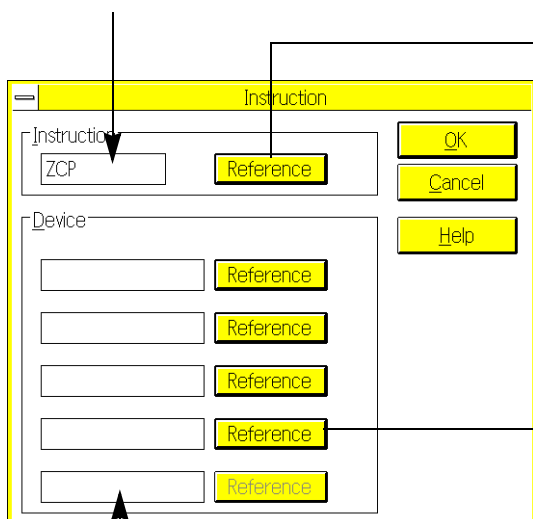 Instruction
Instruction
OK
ZCP Reference
Cancel
Device
Help
Reference
Reference
Reference
Reference
Reference